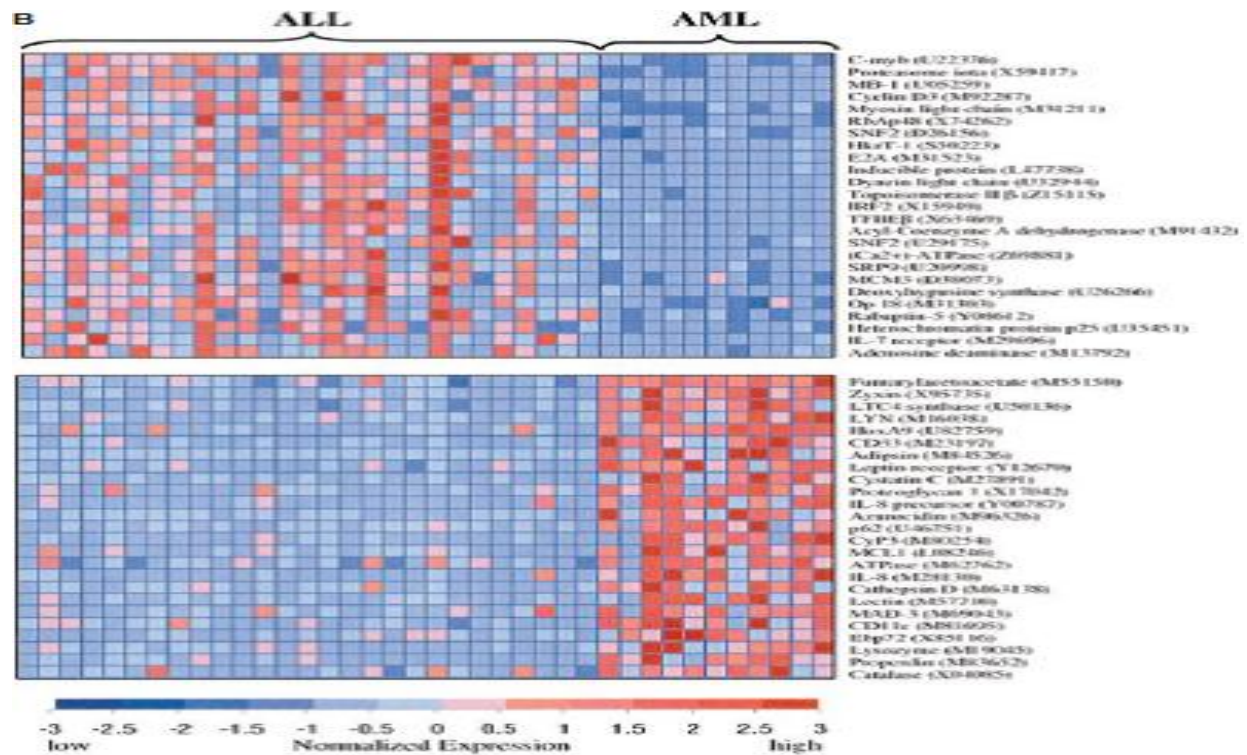 B
ALL AML
C-myb (U22376)
Proteasome iota (X59417)
MB-1 (U05259)
Cyclin D3 (M92287)
Myosin light chain (M31211)
RbAp48 (X74262)
SNF2 (D26156)
HkrT-1 (S50223)
E2A (M31523)
Inducible protein (L47738)
Dynein light chain (U32944)
Topoisomerase II β (Z15115)
IRF2 (X15949)
TFIIEβ (X63469)
Acyl-Coenzyme A dehydrogenase (M91432)
SNF2 (U29175)
(Ca2+)-ATPase (Z69881)
SRP9 (U20998)
MCM3 (D38073)
Deoxyhypusine synthase (U26266)
Op 18 (M31303)
Rabaptin-5 (Y08612)
Heterochromatin protein p25 (U35451)
IL-7 receptor (M29696)
Adenosine deaminase (M13792)
Fumarylacetoacetate (M55150)
Zyxin (X95735)
LTC4 synthase (U50136)
LYN (M16038)
HoxA9 (U82759)
CD33 (M23197)
Adipsin (M84526)
Leptin receptor (Y12670)
Cystatin C (M27891)
Proteoglycan 1 (X17042)
IL-8 precursor (Y00787)
Azurocidin (M96326)
p62 (U46751)
CyP3 (M80254)
MCL1 (L08246)
ATPase (M62762)
IL-8 (M28130)
Cathepsin D (M63138)
Lectin (M57710)
MAD-3 (M69043)
CD11c (M81695)
Ebp72 (X85116)
Lysozyme (M19045)
Properdin (M83652)
Catalase (X04085)
-3 -2.5 -2 -1.5 -1 -0.5 0 0.5 1 1.5 2 2.5 3
low Normalized Expression high